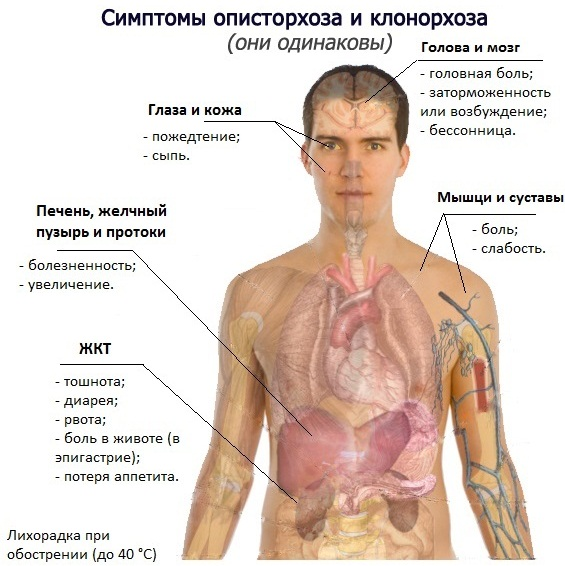 Симптомы описторхоза и клонорхоза
(они одинаковы)
Голова и мозг
- головная боль;
- заторможенность
или возбуждение;
- бессонница.
Глаза и кожа
- пождетние;
- сыпь.
Мышци и суставы
- боль;
- слабость.
Печень, желчный
пузырь и протоки
- болезненность;
- увеличение.
ЖКТ
- тошнота;
- диарея;
- рвота;
- боль в животе (в
эпигастрие);
- потеря аппетита.
Лихорадка при
обострении (до 40 °С)